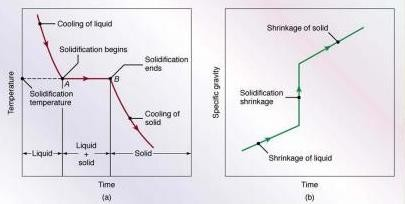 Cooling of liquid
Solidification begins
Solidification
ends
A
B
Temperature
Solidification
temperature
Cooling of
solid
Liquid
Liquid
+
solid
Solid
Time
(a)
Shrinkage of solid
Specific gravity
Solidification
shrinkage
Shrinkage of liquid
Time
(b)